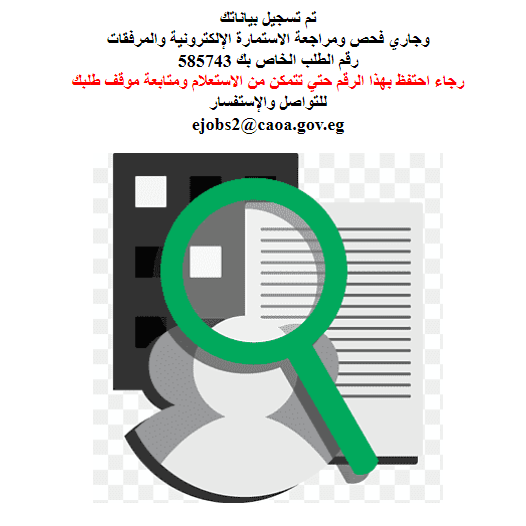 تم تسجيل بياناتك
وجاري فحص ومراجعة الاستمارة الإلكترونية والمرفقات
رقم الطلب الخاص بك 585743
رجاء احتفظ بهذا الرقم حتي تتمكن من الاستعلام ومتابعة موقف طلبك
للتواصل والإستفسار
ejobs2@caoa.gov.eg